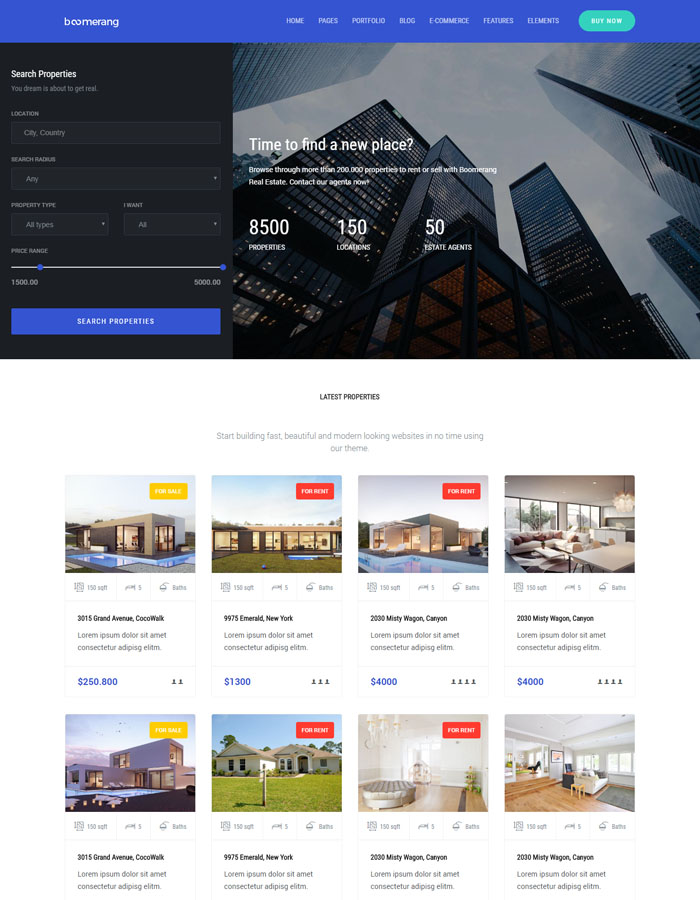 boomerang
HOME PAGES PORTFOLIO BLOG E-COMMERCE FEATURES ELEMENTS BUY NOW
Search Properties
You dream is about to get real.
LOCATION
City, Country
SEARCH RADIUS
Any
PROPERTY TYPE I WANT
All types All
PRICE RANGE
1500.00 5000.00
SEARCH PROPERTIES
Time to find a new place?
Browse through more than 200.000 properties to rent or sell with Boomerang
Real Estate. Contact our agents now!
8500 150 50
PROPERTIES LOCATIONS ESTATE AGENTS
LATEST PROPERTIES
Start building fast, beautiful and modern looking websites in no time using
our theme.
FOR SALE FOR RENT FOR RENT
150 sqft 5 Baths 150 sqft 5 Baths 150 sqft 5 Baths 150 sqft 5 Baths
3015 Grand Avenue, CocoWalk 9975 Emerald, New York 2030 Misty Wagon, Canyon 2030 Misty Wagon, Canyon
Lorem ipsum dolor sit amet Lorem ipsum dolor sit amet Lorem ipsum dolor sit amet Lorem ipsum dolor sit amet
consectetur adipisg elitm. consectetur adipisg elitm. consectetur adipisg elitm. consectetur adipisg elitm.
$250.800 $1300 $4000 $4000
FOR SALE FOR RENT FOR RENT
150 sqft 5 Baths 150 sqft 5 Baths 150 sqft 5 Baths 150 sqft 5 Baths
3015 Grand Avenue, CocoWalk 9975 Emerald, New York 2030 Misty Wagon, Canyon 2030 Misty Wagon, Canyon
Lorem ipsum dolor sit amet Lorem ipsum dolor sit amet Lorem ipsum dolor sit amet Lorem ipsum dolor sit amet
consectetur adipisg elitm. consectetur adipisg elitm. consectetur adipisg elitm. consectetur adipisg elitm.